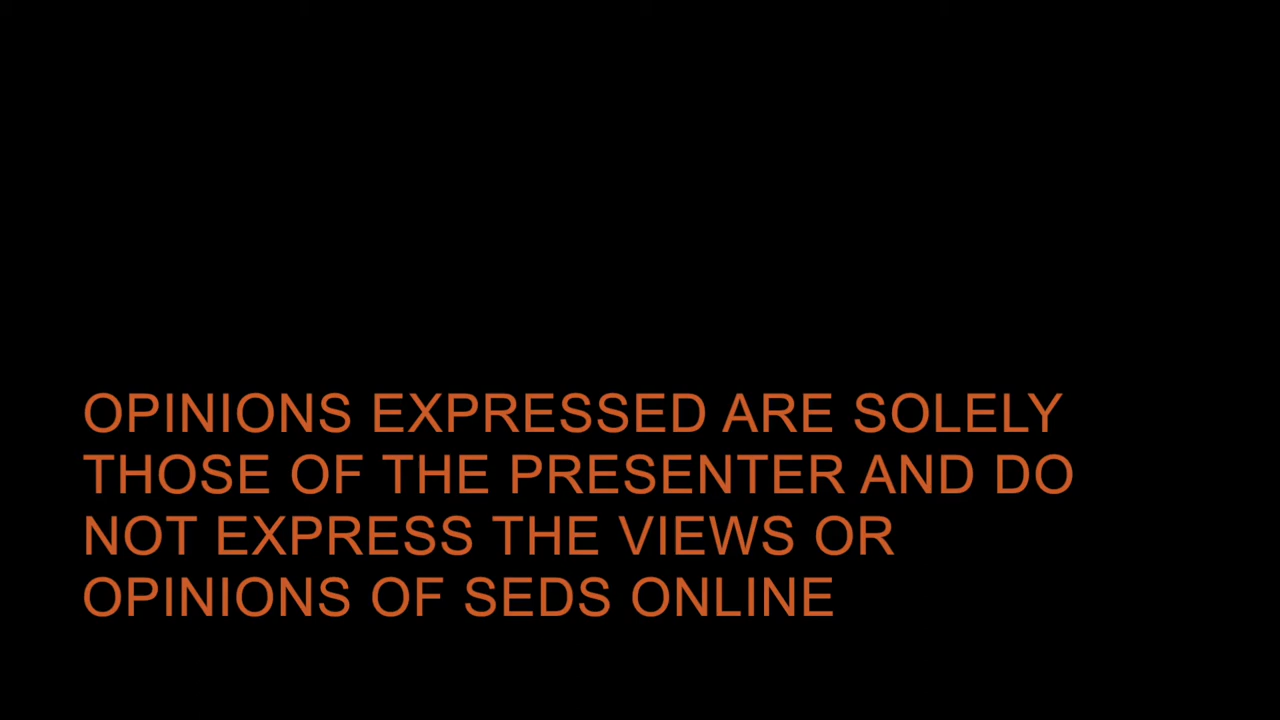 OPINIONS EXPRESSED ARE SOLELY
THOSE OF THE PRESENTER AND DO
NOT EXPRESS THE VIEWS OR
OPINIONS OF SEDS ONLINE